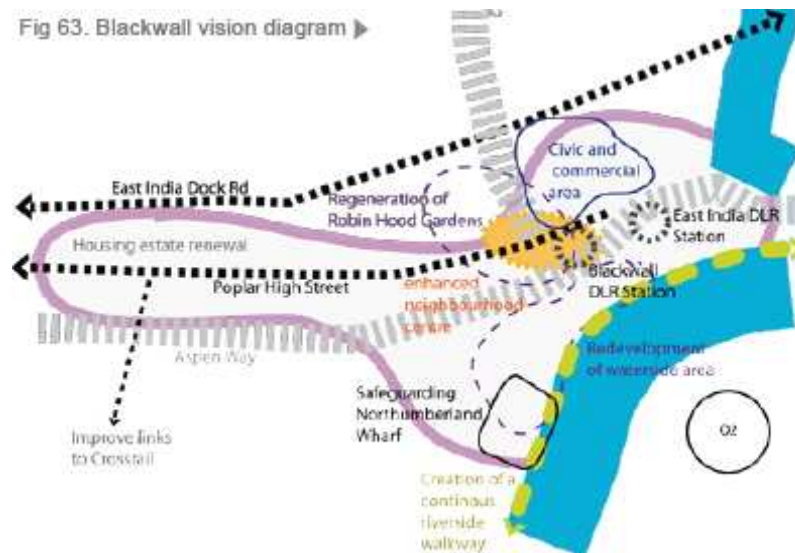 Fig 63. Blackwall vision diagram
Civic and
commercial
area
East India Dock Rd
Regeneration of
Robin Hood Gardens
East India DLR
Station
Housing estate renewal
Poplar High Street
enhanced
neighbourhood
centre
Blackwall
DLR Station
Aspen Way
Redevelopment
of waterside area
Safeguarding
Northumberland
Wharf
O2
Improve links
to Crossrail
Creation of a
continous
riverside
walkway